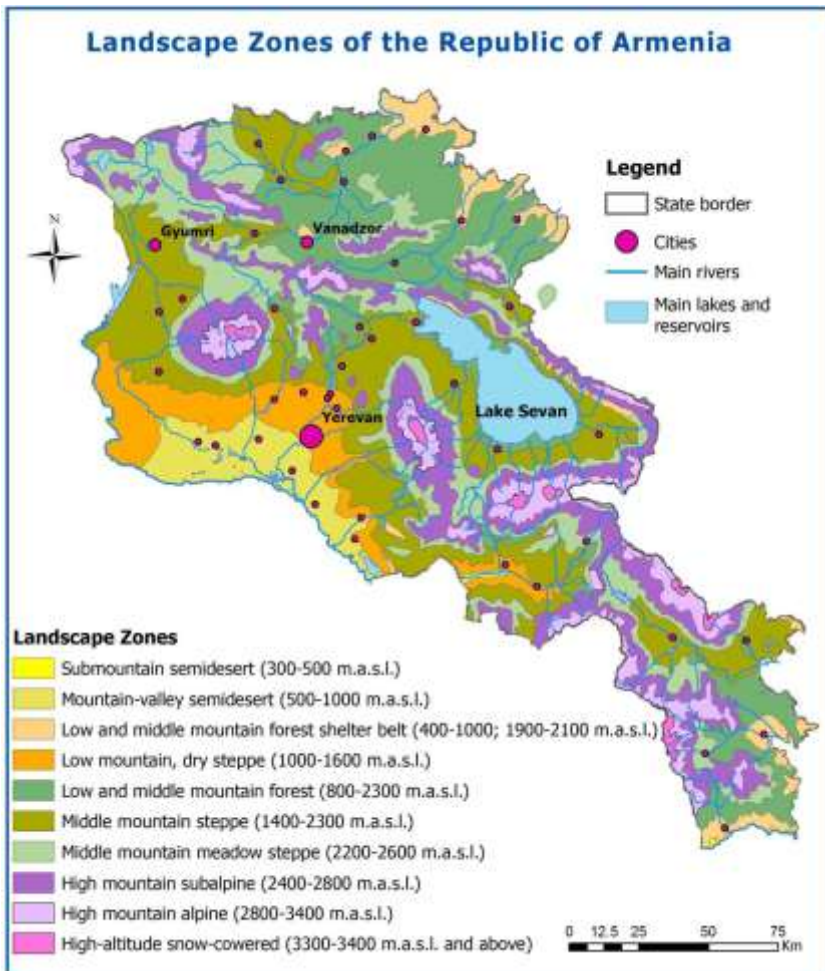 Landscape Zones of the Republic of Armenia
Legend
State border
Cities
Main rivers
Main lakes and
reservoirs
N
Gyumri
Vanadzor
Yerevan
Lake Sevan
Landscape Zones
Submountain semidesert (300-500 m.a.s.l.)
Mountain-valley semidesert (500-1000 m.a.s.l.)
Low and middle mountain forest shelter belt (400-1000; 1900-2100 m.a.s.l.)
Low mountain, dry steppe (1000-1600 m.a.s.l.)
Low and middle mountain forest (800-2300 m.a.s.l.)
Middle mountain steppe (1400-2300 m.a.s.l.)
Middle mountain meadow steppe (2200-2600 m.a.s.l.)
High mountain subalpine (2400-2800 m.a.s.l.)
High mountain alpine (2800-3400 m.a.s.l.)
High-altitude snow-cowered (3300-3400 m.a.s.l. and above)
0 12.5 25 50 75
Km